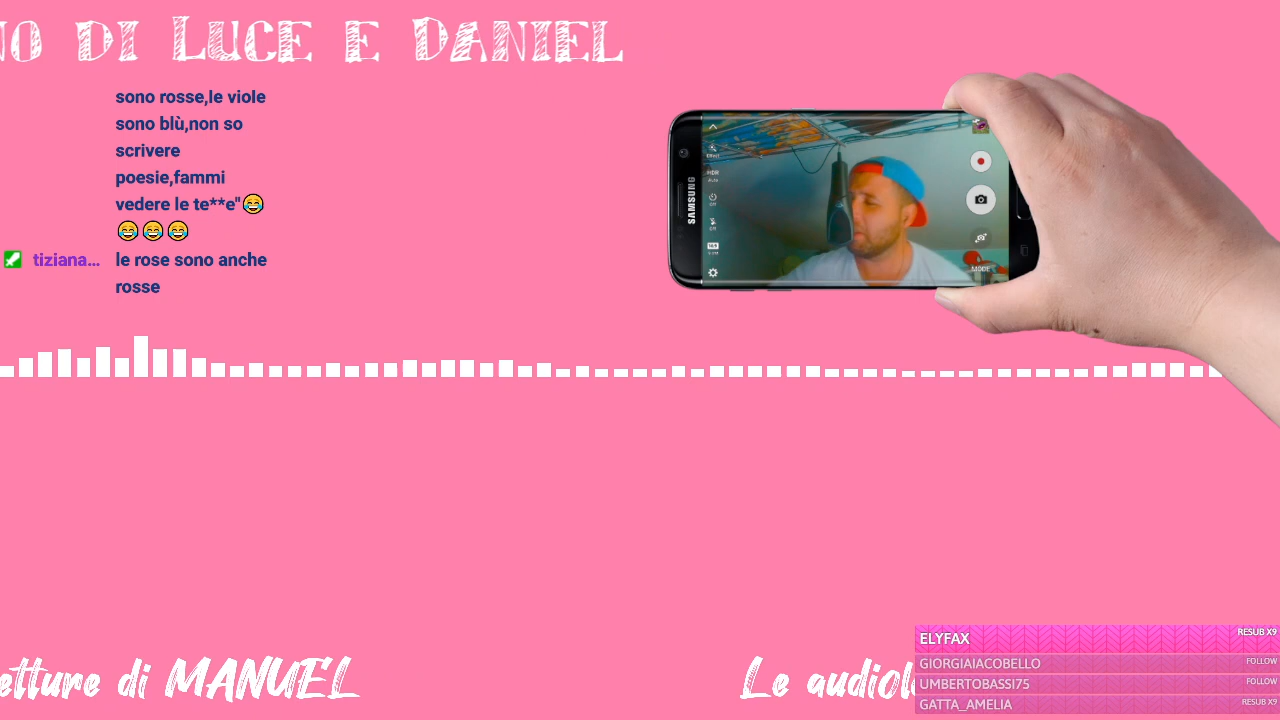 NO DI LUCE E DANIEL
sono rosse,le viole
sono blù,non so
scrivere
poesie,fammi
vedere le te**e"😂
😂😂😂
tiziana... le rose sono anche
rosse
SAMSUNG
HDR
MODE
etture di MANUEL
Le audiol
ELYFAX RESUB X9
GIORGIAIACOBELLO FOLLOW
UMBERTOBASSI75 FOLLOW
GATTA_AMELIA RESUB X9